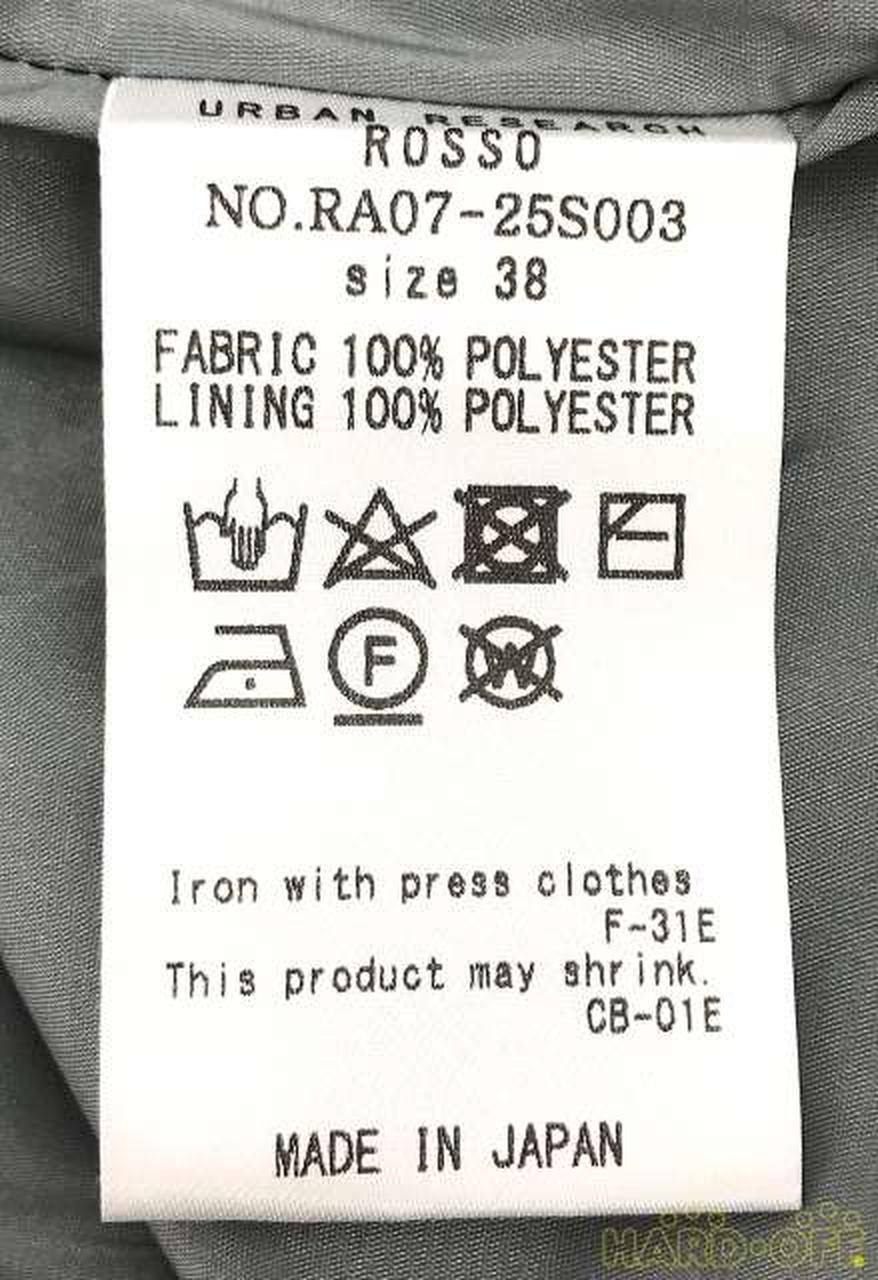 URBAN RESEARCH
ROSSO
NO.RA07-25S003
size 38
FABRIC 100% POLYESTER
LINING 100% POLYESTER
F
W
Iron with press clothes
F-31E
This product may shrink.
CB-01E
MADE IN JAPAN
HARD-OFF